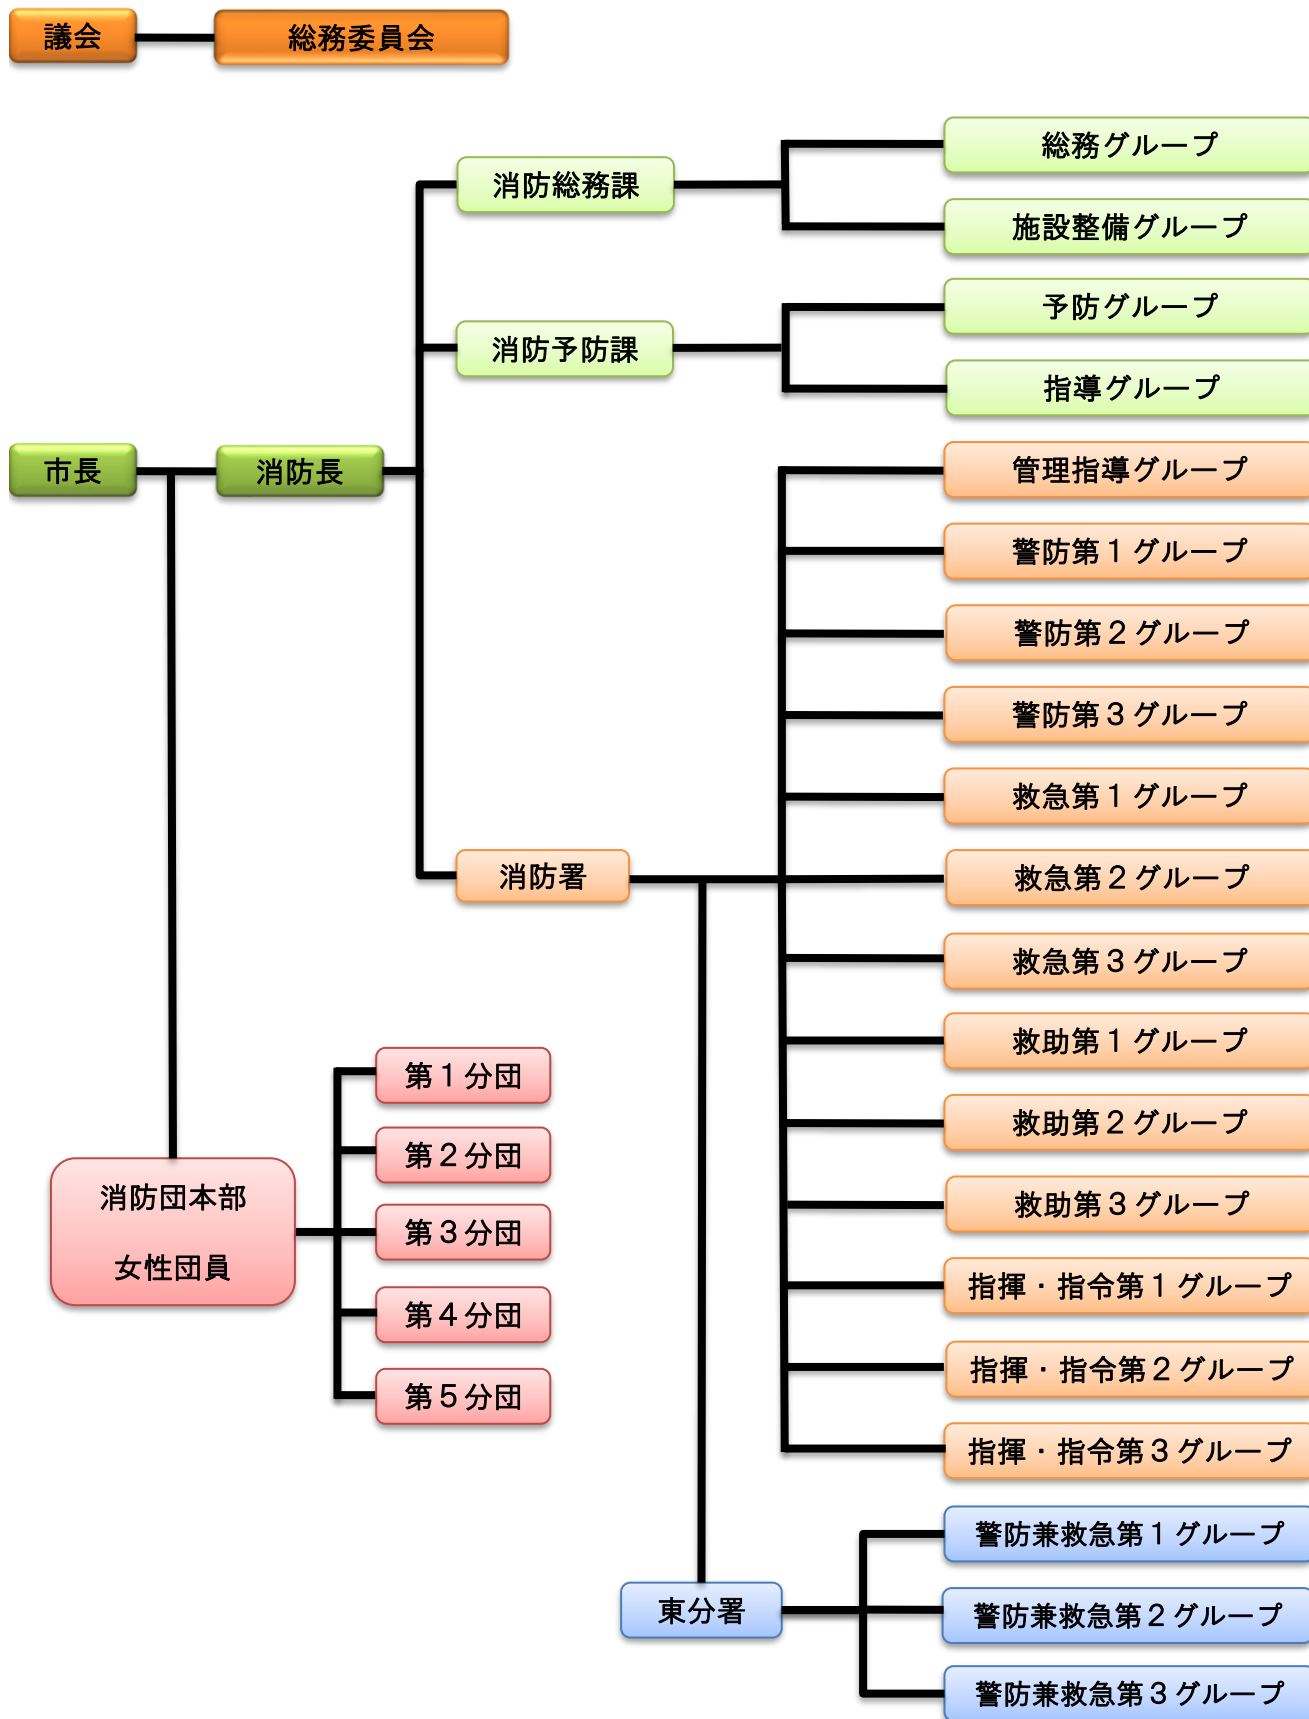 議会
総務委員会
総務グループ
消防総務課
施設整備グループ
予防グループ
消防予防課
指導グループ
市長
消防長
管理指導グループ
警防第１グループ
警防第２グループ
警防第３グループ
救急第１グループ
消防署
救急第２グループ
救急第３グループ
救助第１グループ
救助第２グループ
救助第３グループ
指揮・指令第１グループ
指揮・指令第２グループ
指揮・指令第３グループ
第１分団
第２分団
消防団本部
女性団員
第３分団
第４分団
第５分団
警防兼救急第１グループ
東分署
警防兼救急第２グループ
警防兼救急第３グループ